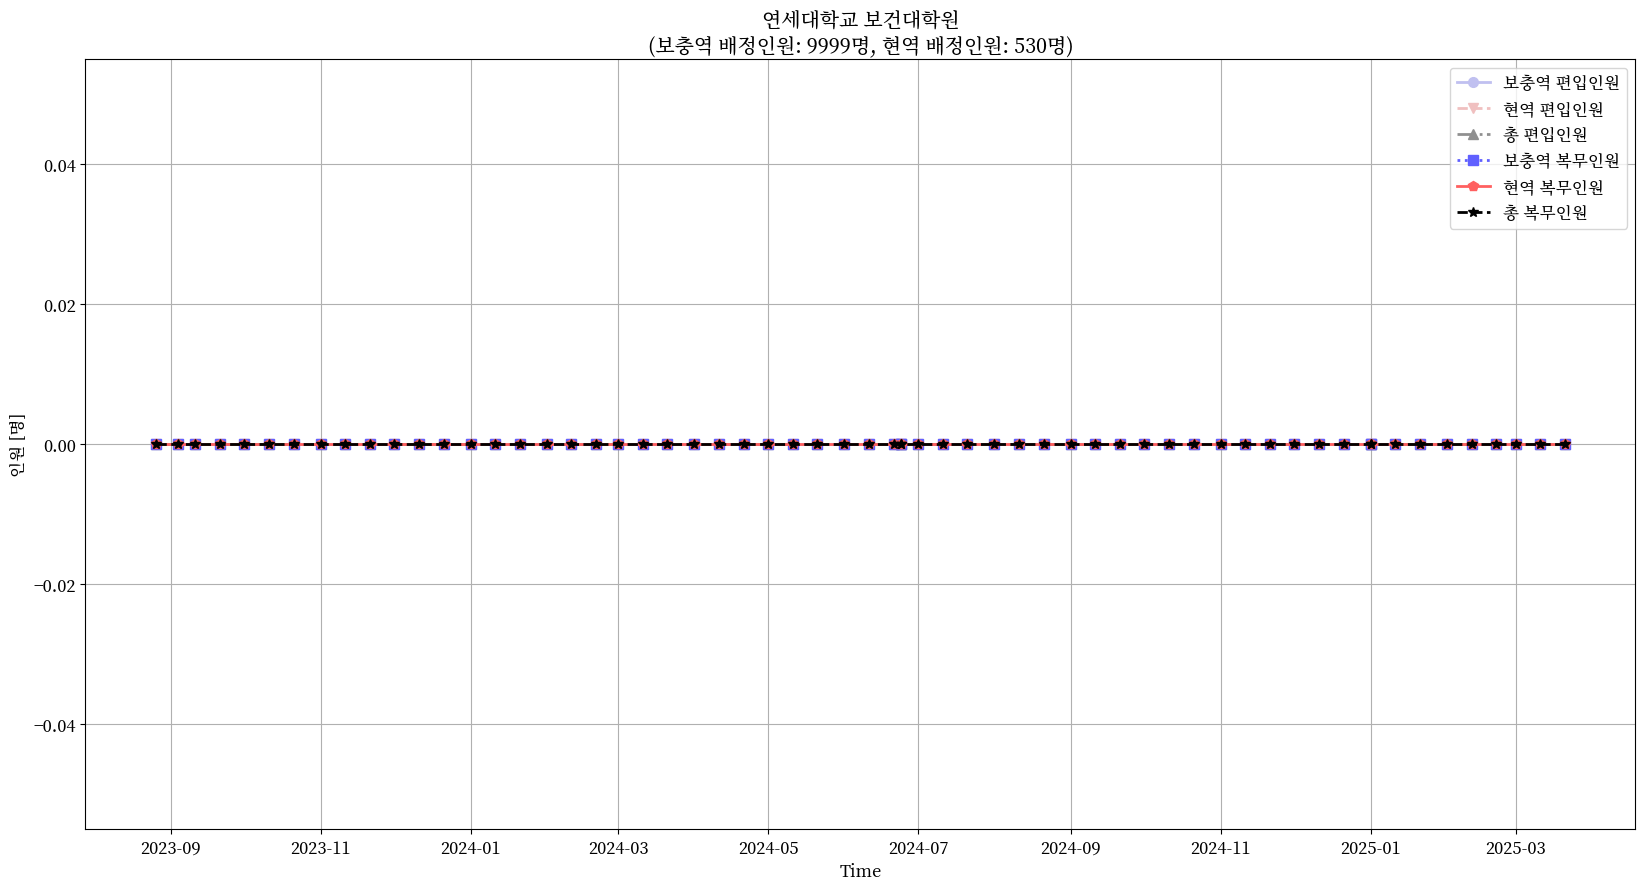 연세대학교 보건대학원
(보충역 배정인원: 9999명, 현역 배정인원: 530명)
보충역 편입인원
현역 편입인원
총 편입인원
보충역 복무인원
현역 복무인원
총 복무인원
0.04
0.02
0.00
−0.02
−0.04
인원 [명]
2023-09
2023-11
2024-01
2024-03
2024-05
2024-07
2024-09
2024-11
2025-01
2025-03
Time